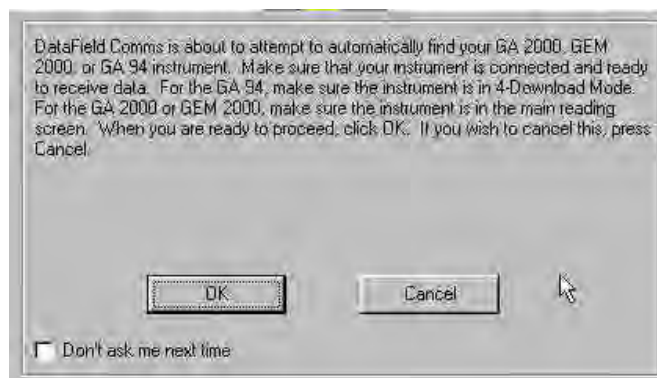 DataField Comms is about to attempt to automatically find your GA 2000, GEM
2000, or GA 94 instrument. Make sure that your instrument is connected and ready
to receive data. For the GA 94, make sure the instrument is in 4-Download Mode.
For the GA 2000 or GEM 2000, make sure the instrument is in the main reading
screen. When you are ready to proceed, click OK. If you wish to cancel this, press
Cancel.
OK
Cancel
Don't ask me next time